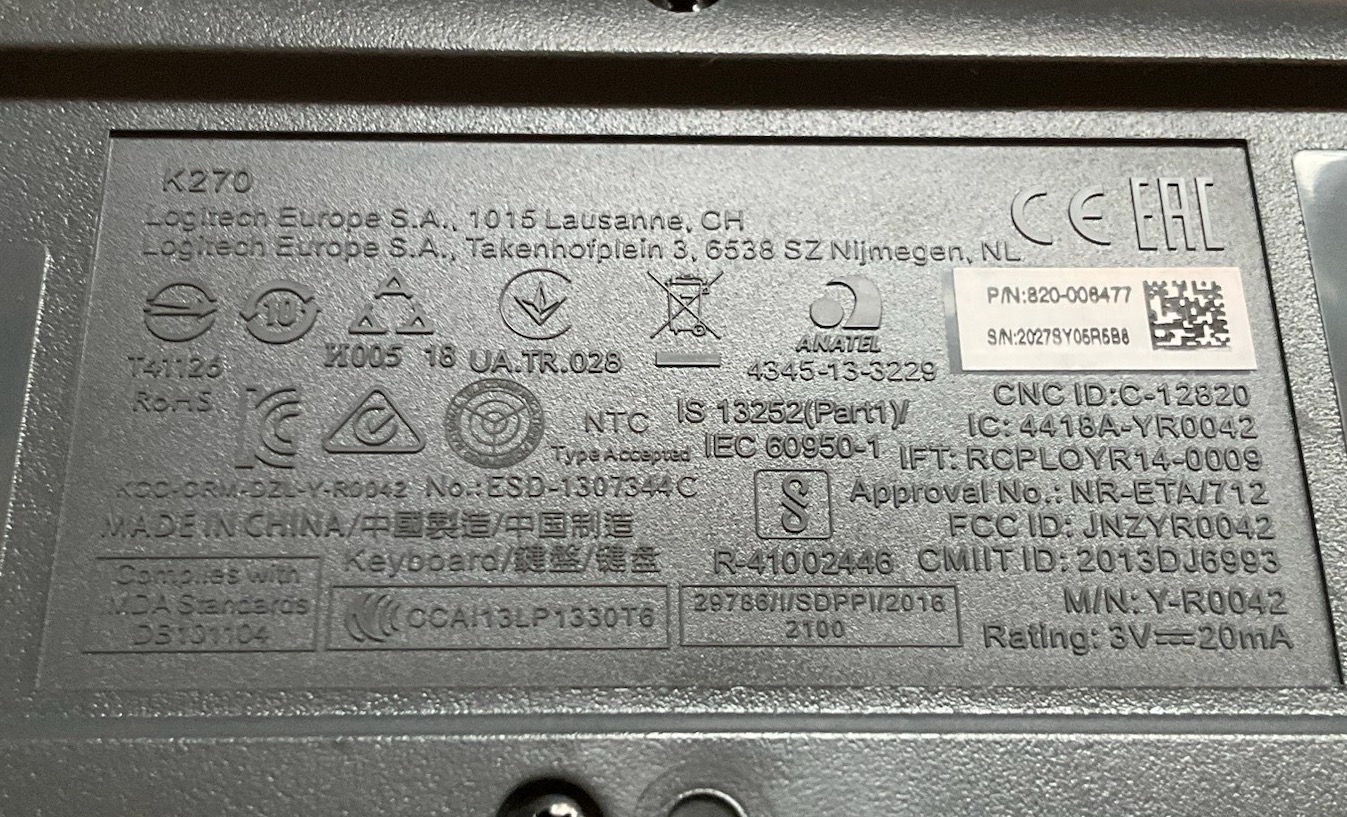 K270
Logitech Europe S.A., 1015 Lausanne, CH
Logitech Europe S.A., Takenhofplein 3, 6538 SZ Nijmegen, NL
CE EAC
P/N:820-006477
S/N:2027SY05R5B8
10
T41126
RoHS
И005 18
UA.TR.028
ANATEL
4345-13-3229
NTC
Type Accepted
No.:ESD-1307344C
IS 13252(Part1)/
IEC 60950-1
CNC ID:C-12820
IC: 4418A-YR0042
IFT: RCPLOYR14-0009
Approval No.: NR-ETA/712
FCC ID: JNZYR0042
CMIIT ID: 2013DJ6993
M/N: Y-R0042
Rating: 3V⎓20mA
KCC-CRM-DZL-Y-R0042
MADE IN CHINA/中國製造/中国制造
Keyboard/鍵盤/键盘
R-41002446
Complies with
IMDA Standards
DB101104
CCAI13LP1330T6
29786/I/SDPPI/2016
2100